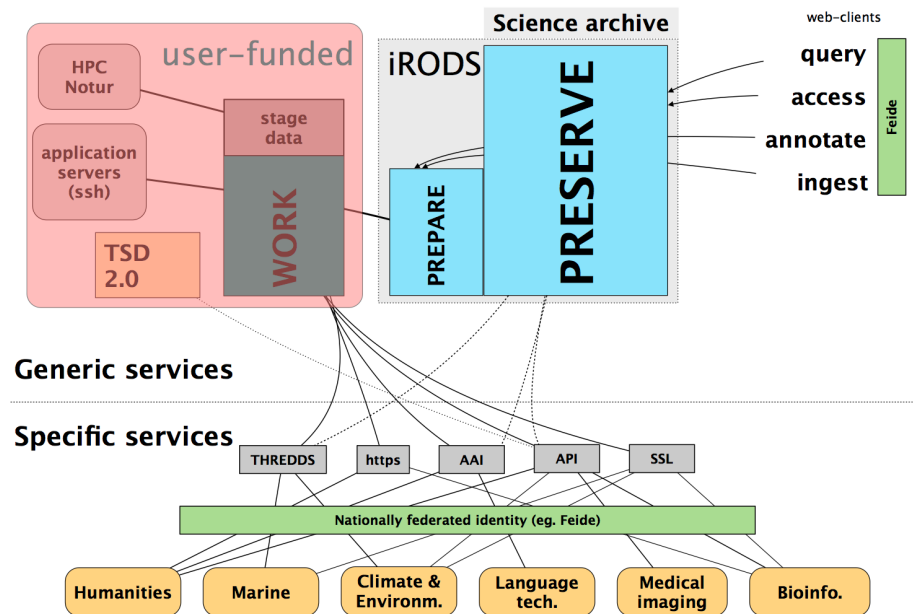 Science archive
web-clients
user-funded
iRODS
HPC
Notur
stage
data
application
servers
(ssh)
WORK
TSD
2.0
PREPARE
PRESERVE
query
access
annotate
ingest
Feide
Generic services
Specific services
THREDDS
https
AAI
API
SSL
Nationally federated identity (eg. Feide)
Humanities
Marine
Climate &
Environm.
Language
tech.
Medical
imaging
Bioinfo.